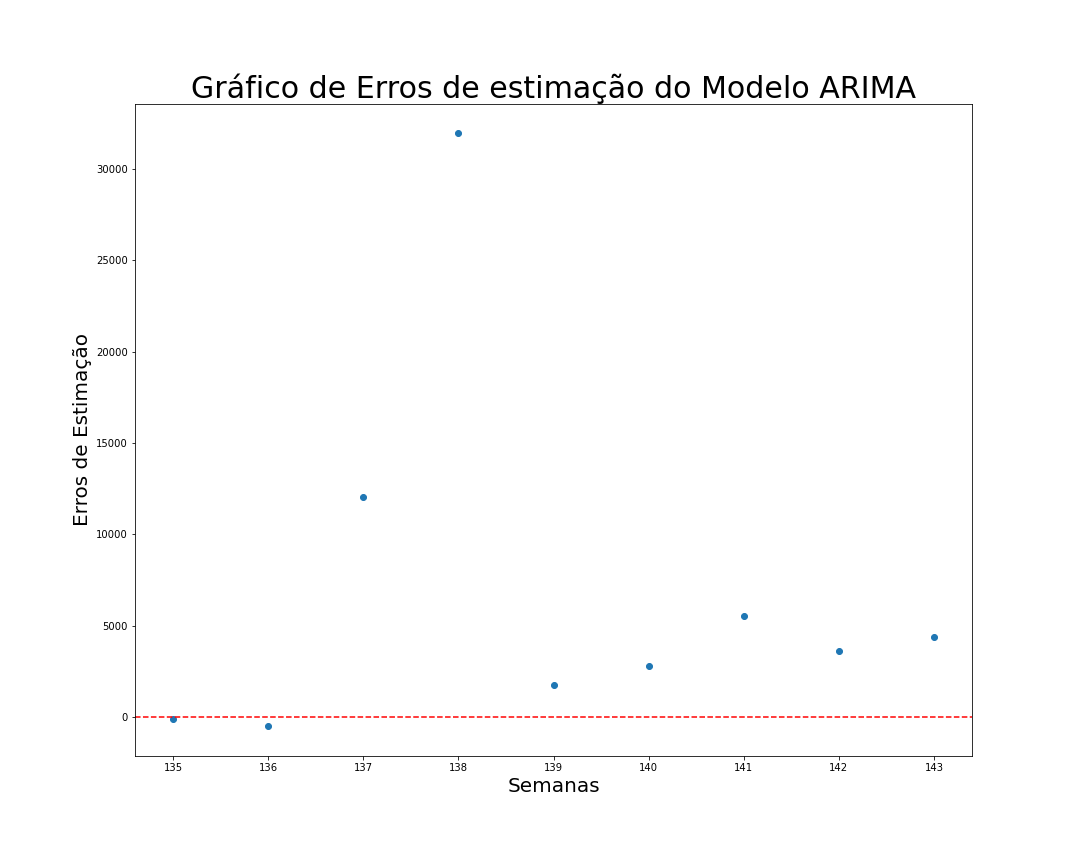 Gráfico de Erros de estimação do Modelo ARIMA
Erros de Estimação
30000
25000
20000
15000
10000
5000
0
135 136 137 138 139 140 141 142 143
Semanas